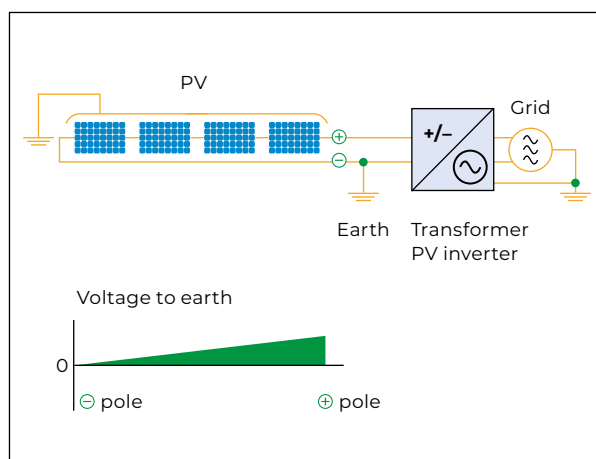 PV
Grid
+
+/−
−
Earth
Transformer
PV inverter
Voltage to earth
0
− pole
+ pole